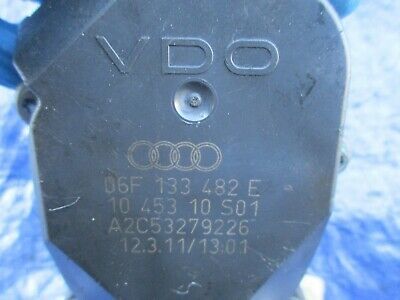 VDO
06F 133 482 E
10 453 10 S01
A2C53279226
12.3.11/13:01